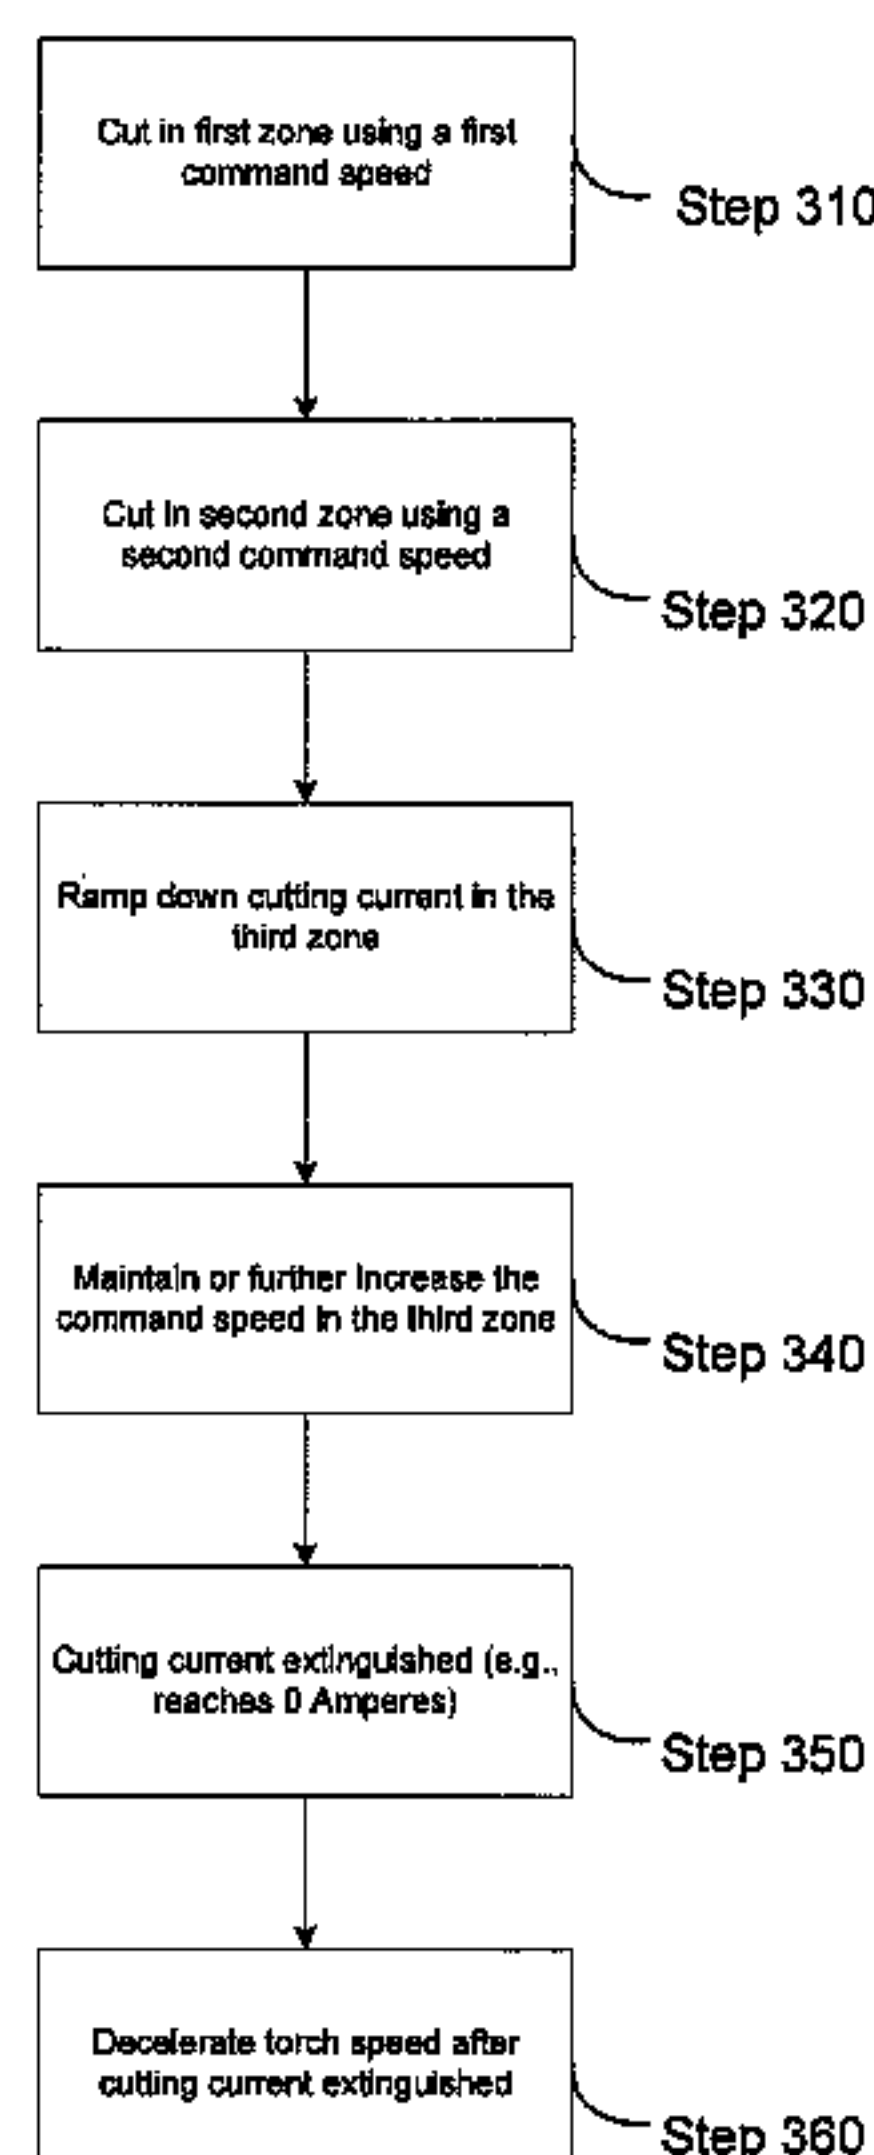 Cut in first zone using a first
command speed
Step 310
Cut in second zone using a
second command speed
Step 320
Ramp down cutting current in the
third zone
Step 330
Maintain or further increase the
command speed in the third zone
Step 340
Cutting current extinguished (e.g.,
reaches 0 Amperes)
Step 350
Decelerate torch speed after
cutting current extinguished
Step 360